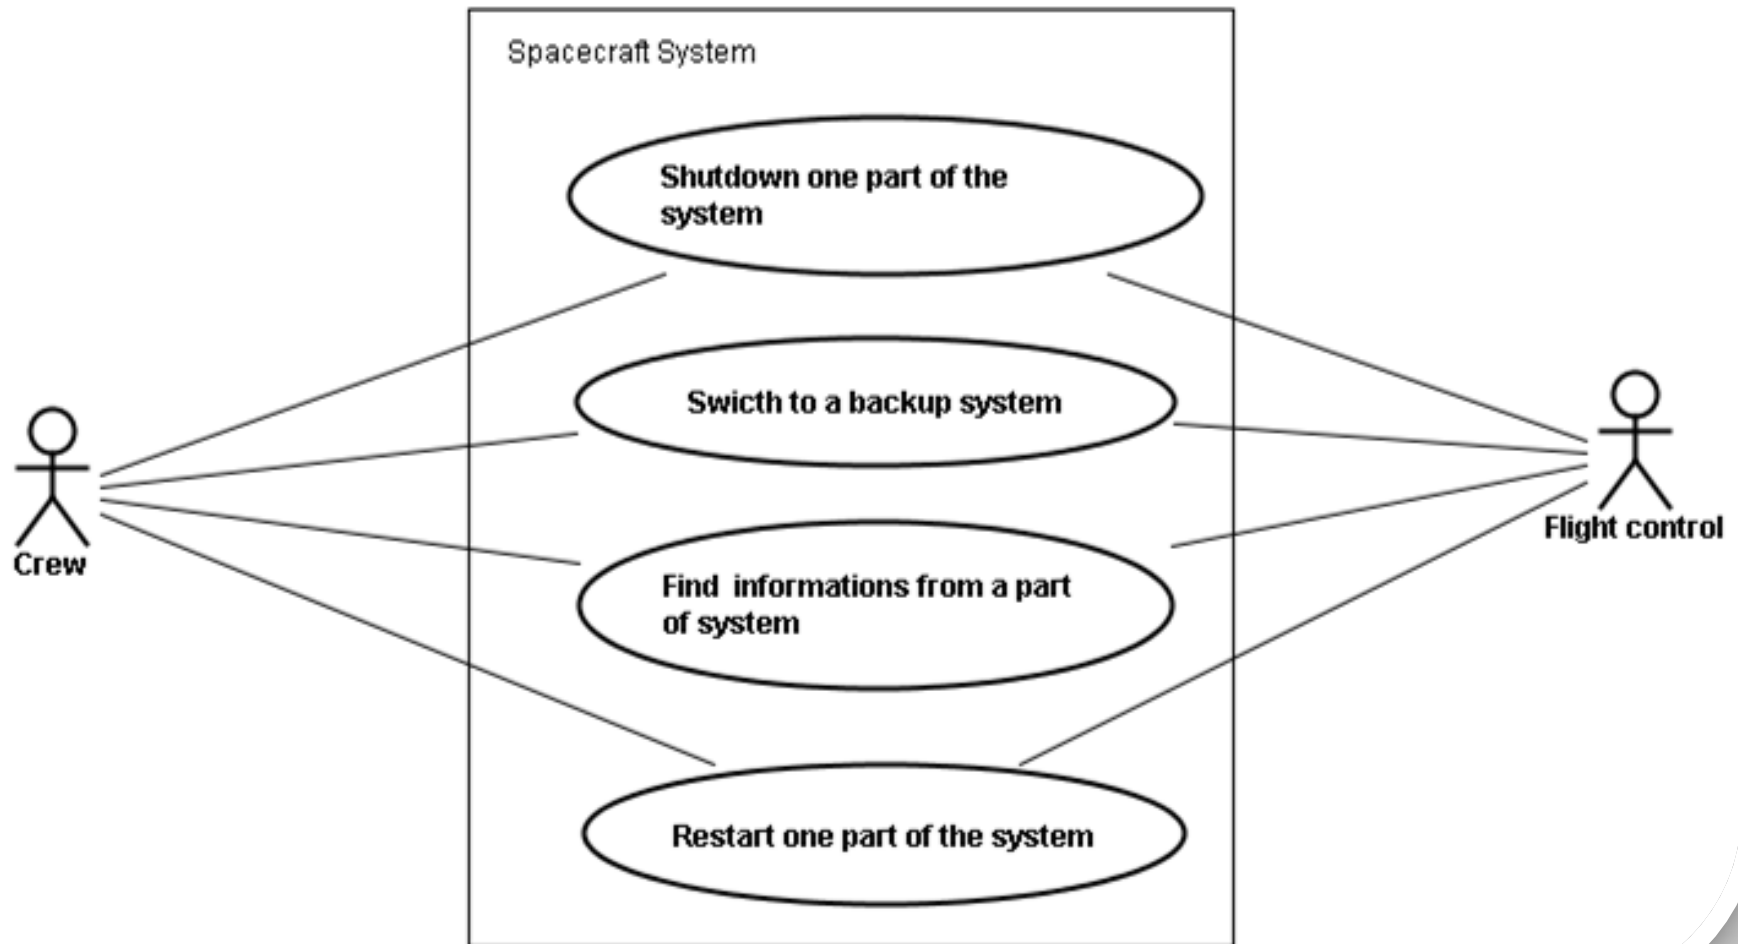 Spacecraft System
Shutdown one part of the
system
Swicth to a backup system
Find informations from a part
of system
Restart one part of the system
Crew
Flight control